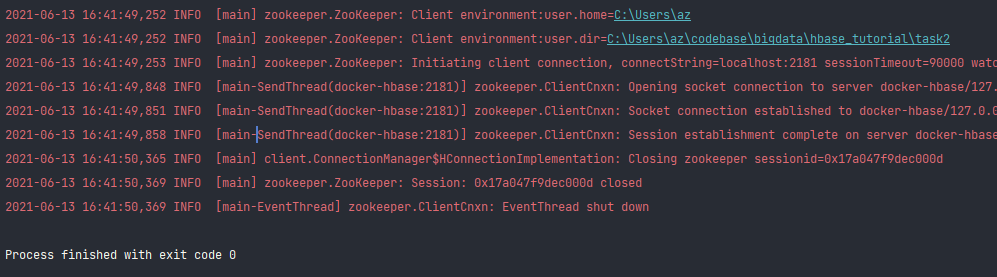 2021-06-13 16:41:49,252 INFO  [main] zookeeper.ZooKeeper: Client environment:user.home=C:\Users\az
2021-06-13 16:41:49,252 INFO  [main] zookeeper.ZooKeeper: Client environment:user.dir=C:\Users\az\codebase\bigdata\hbase_tutorial\task2
2021-06-13 16:41:49,253 INFO  [main] zookeeper.ZooKeeper: Initiating client connection, connectString=localhost:2181 sessionTimeout=90000 watc
2021-06-13 16:41:49,848 INFO  [main-SendThread(docker-hbase:2181)] zookeeper.ClientCnxn: Opening socket connection to server docker-hbase/127.
2021-06-13 16:41:49,851 INFO  [main-SendThread(docker-hbase:2181)] zookeeper.ClientCnxn: Socket connection established to docker-hbase/127.0.0
2021-06-13 16:41:49,858 INFO  [main-SendThread(docker-hbase:2181)] zookeeper.ClientCnxn: Session establishment complete on server docker-hbase
2021-06-13 16:41:50,365 INFO  [main] client.ConnectionManager$HConnectionImplementation: Closing zookeeper sessionid=0x17a047f9dec000d
2021-06-13 16:41:50,369 INFO  [main] zookeeper.ZooKeeper: Session: 0x17a047f9dec000d closed
2021-06-13 16:41:50,369 INFO  [main-EventThread] zookeeper.ClientCnxn: EventThread shut down
Process finished with exit code 0